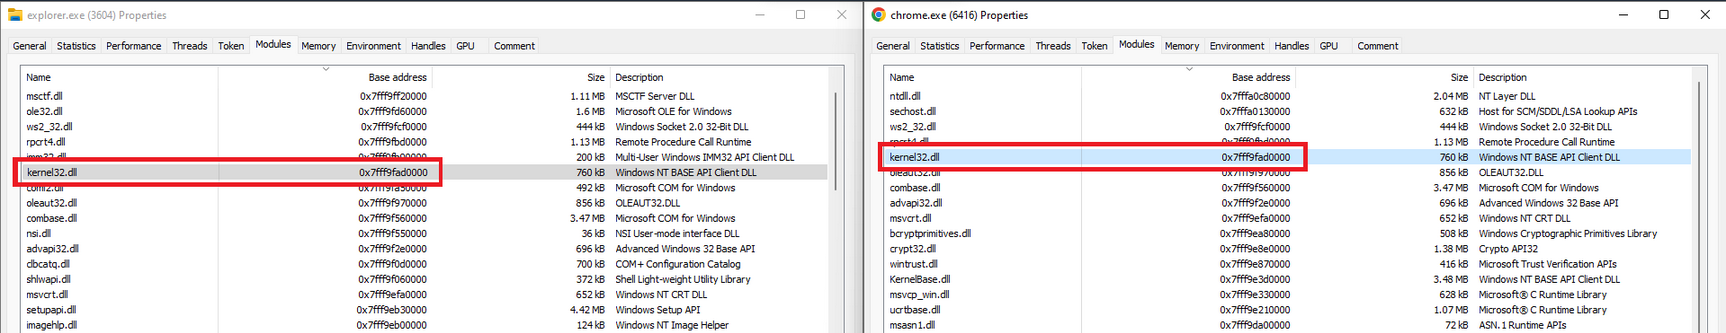 explorer.exe (3604) Properties
General Statistics Performance Threads Token Modules Memory Environment Handles GPU Comment
Name Base address Size Description
msctf.dll 0x7fff9ff20000 1.11 MB MSCTF Server DLL
ole32.dll 0x7fff9fd60000 1.6 MB Microsoft OLE for Windows
ws2_32.dll 0x7fff9fcf0000 444 kB Windows Socket 2.0 32-Bit DLL
rpcrt4.dll 0x7fff9fbd0000 1.13 MB Remote Procedure Call Runtime
imm32.dll 0x7fff9fb00000 200 kB Multi-User Windows IMM32 API Client DLL
kernel32.dll 0x7fff9fad0000 760 kB Windows NT BASE API Client DLL
coml2.dll 0x7fff9fa50000 492 kB Microsoft COM for Windows
oleaut32.dll 0x7fff9f970000 856 kB OLEAUT32.DLL
combase.dll 0x7fff9f560000 3.47 MB Microsoft COM for Windows
nsi.dll 0x7fff9f550000 36 kB NSI User-mode interface DLL
advapi32.dll 0x7fff9f2e0000 696 kB Advanced Windows 32 Base API
clbcatq.dll 0x7fff9f0d0000 700 kB COM+ Configuration Catalog
shlwapi.dll 0x7fff9f060000 372 kB Shell Light-weight Utility Library
msvcrt.dll 0x7fff9efa0000 652 kB Windows NT CRT DLL
setupapi.dll 0x7fff9eb30000 4.42 MB Windows Setup API
imagehlp.dll 0x7fff9eb00000 124 kB Windows NT Image Helper
chrome.exe (6416) Properties
General Statistics Performance Threads Token Modules Memory Environment Handles GPU Comment
Name Base address Size Description
ntdll.dll 0x7fffa0c80000 2.04 MB NT Layer DLL
sechost.dll 0x7fffa0130000 632 kB Host for SCM/SDDL/LSA Lookup APIs
ws2_32.dll 0x7fff9fcf0000 444 kB Windows Socket 2.0 32-Bit DLL
rpcrt4.dll 0x7fff9fbd0000 1.13 MB Remote Procedure Call Runtime
kernel32.dll 0x7fff9fad0000 760 kB Windows NT BASE API Client DLL
oleaut32.dll 0x7fff9f970000 856 kB OLEAUT32.DLL
combase.dll 0x7fff9f560000 3.47 MB Microsoft COM for Windows
advapi32.dll 0x7fff9f2e0000 696 kB Advanced Windows 32 Base API
msvcrt.dll 0x7fff9efa0000 652 kB Windows NT CRT DLL
bcryptprimitives.dll 0x7fff9ea80000 508 kB Windows Cryptographic Primitives Library
crypt32.dll 0x7fff9e8e0000 1.38 MB Crypto API32
wintrust.dll 0x7fff9e870000 416 kB Microsoft Trust Verification APIs
KernelBase.dll 0x7fff9e3d0000 3.48 MB Windows NT BASE API Client DLL
msvcp_win.dll 0x7fff9e330000 628 kB Microsoft® C Runtime Library
ucrtbase.dll 0x7fff9e210000 1.07 MB Microsoft® C Runtime Library
msasn1.dll 0x7fff9da00000 72 kB ASN.1 Runtime APIs